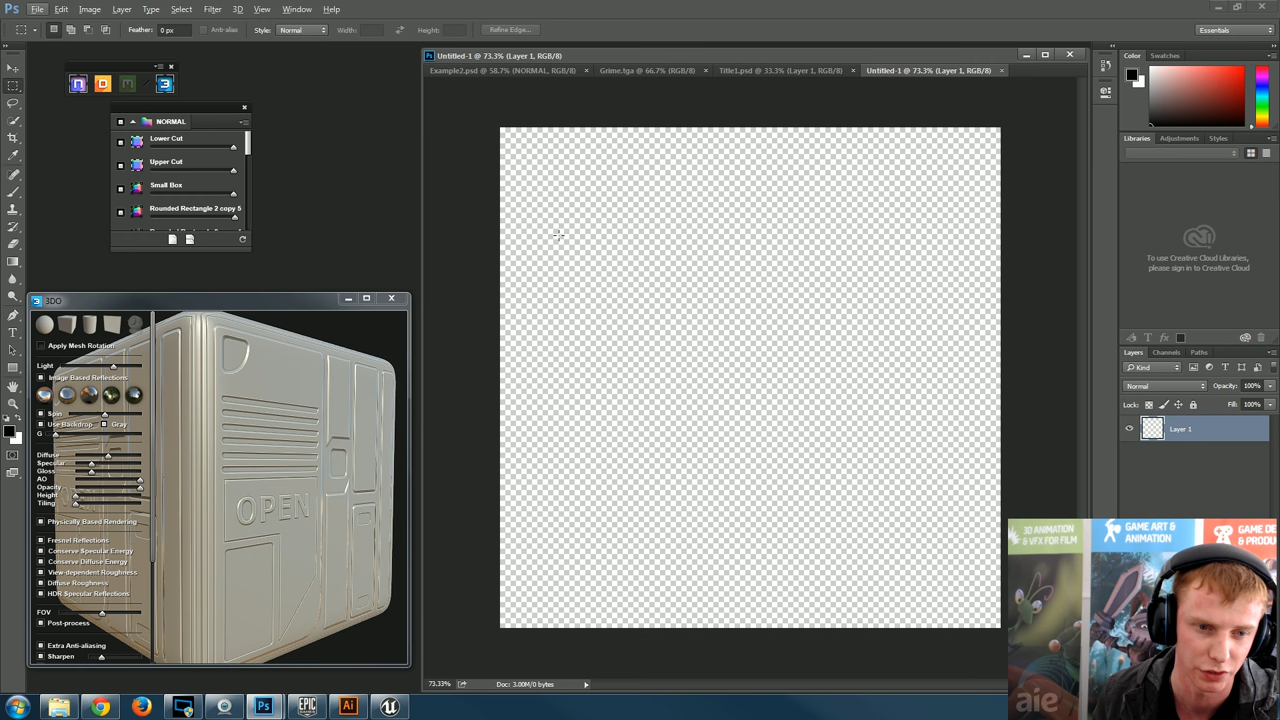 Ps File Edit Image Layer Type Select Filter 3D View Window Help
Feather: 0 px Anti-alias Style: Normal Width: Height: Refine Edge... Essentials
Untitled-1 @ 73.3% (Layer 1, RGB/8)
Example2.psd @ 58.7% (NORMAL, RGB/8) × Grime.tga @ 66.7% (RGB/8) × Title1.psd @ 33.3% (Layer 1, RGB/8) × Untitled-1 @ 73.3% (Layer 1, RGB/8) ×
NORMAL
Lower Cut
Upper Cut
Small Box
Rounded Rectangle 2 copy 5
3DO
Apply Mesh Rotation
Light
Image Based Reflections
Spin
Use Backdrop Gray
G
Diffuse
Specular
Gloss
AO
Opacity
Height
Tiling
Physically Based Rendering
Fresnel Reflections
Conserve Specular Energy
Conserve Diffuse Energy
View-dependent Roughness
Diffuse Roughness
HDR Specular Reflections
FOV
Post-process
Extra Anti-aliasing
Sharpen
OPEN
73.33% Doc: 3.00M/0 bytes
Color Swatches
Libraries Adjustments Styles
To use Creative Cloud Libraries,
please sign in to Creative Cloud
Layers Channels Paths
Kind
Normal Opacity: 100%
Lock: Fill: 100%
Layer 1
3D ANIMATION
& VFX FOR FILM
GAME ART &
ANIMATION
GAME DE
& PRODU
aie
Ps EPIC
GAMES Ai